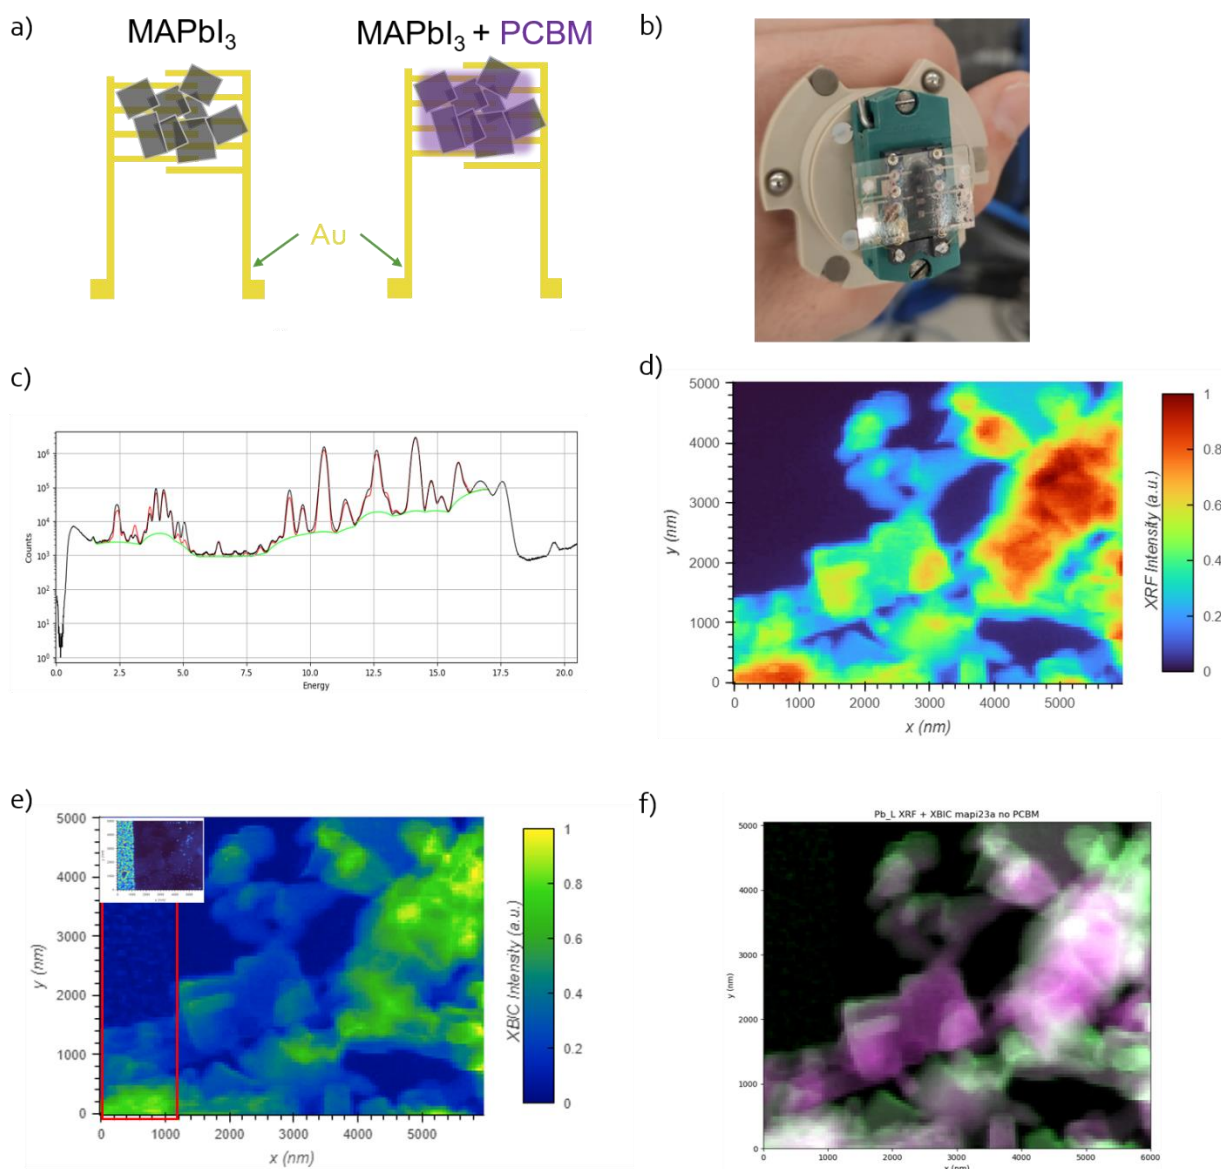 a)
MAPbI3
MAPbI3 + PCBM
Au
b)
c)
Counts
10^6
10^5
10^4
10^3
10^2
10^1
10^0
0.0 2.5 5.0 7.5 10.0 12.5 15.0 17.5 20.0
Energy
d)
5000
4000
3000
2000
1000
0
y (nm)
0 1000 2000 3000 4000 5000
x (nm)
XRF Intensity (a.u.)
1
0.8
0.6
0.4
0.2
0
e)
5000
4000
3000
2000
1000
0
y (nm)
0 1000 2000 3000 4000 5000
x (nm)
XBIC Intensity (a.u.)
1
0.8
0.6
0.4
0.2
0
f)
Pb_L XRF + XBIC mapi23a no PCBM
5000
4000
3000
2000
1000
0
y (nm)
0 1000 2000 3000 4000 5000 6000
x (nm)